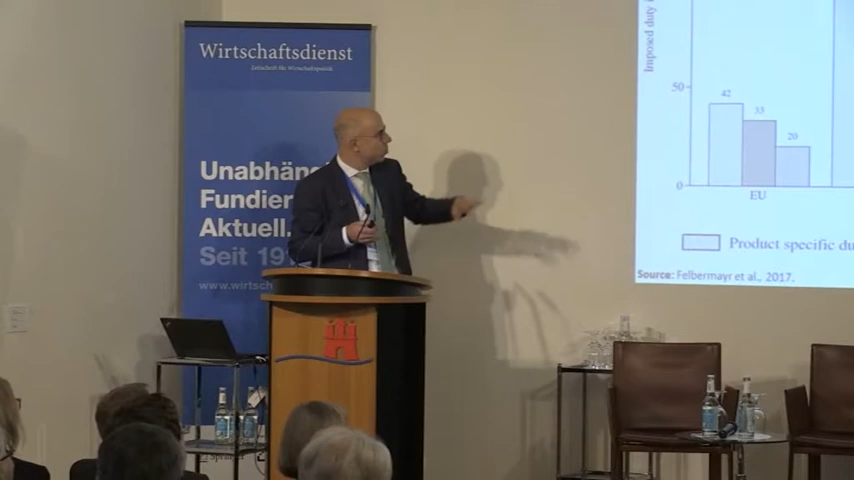 Wirtschaftsdienst
Zeitschrift für Wirtschaftspolitik
Unabhäns
Fundier
Aktuell.
Seit 19
www.wirtsch
Imposed duty i
50
42
33
20
0
EU
Product specific du
Source: Felbermayr et al., 2017